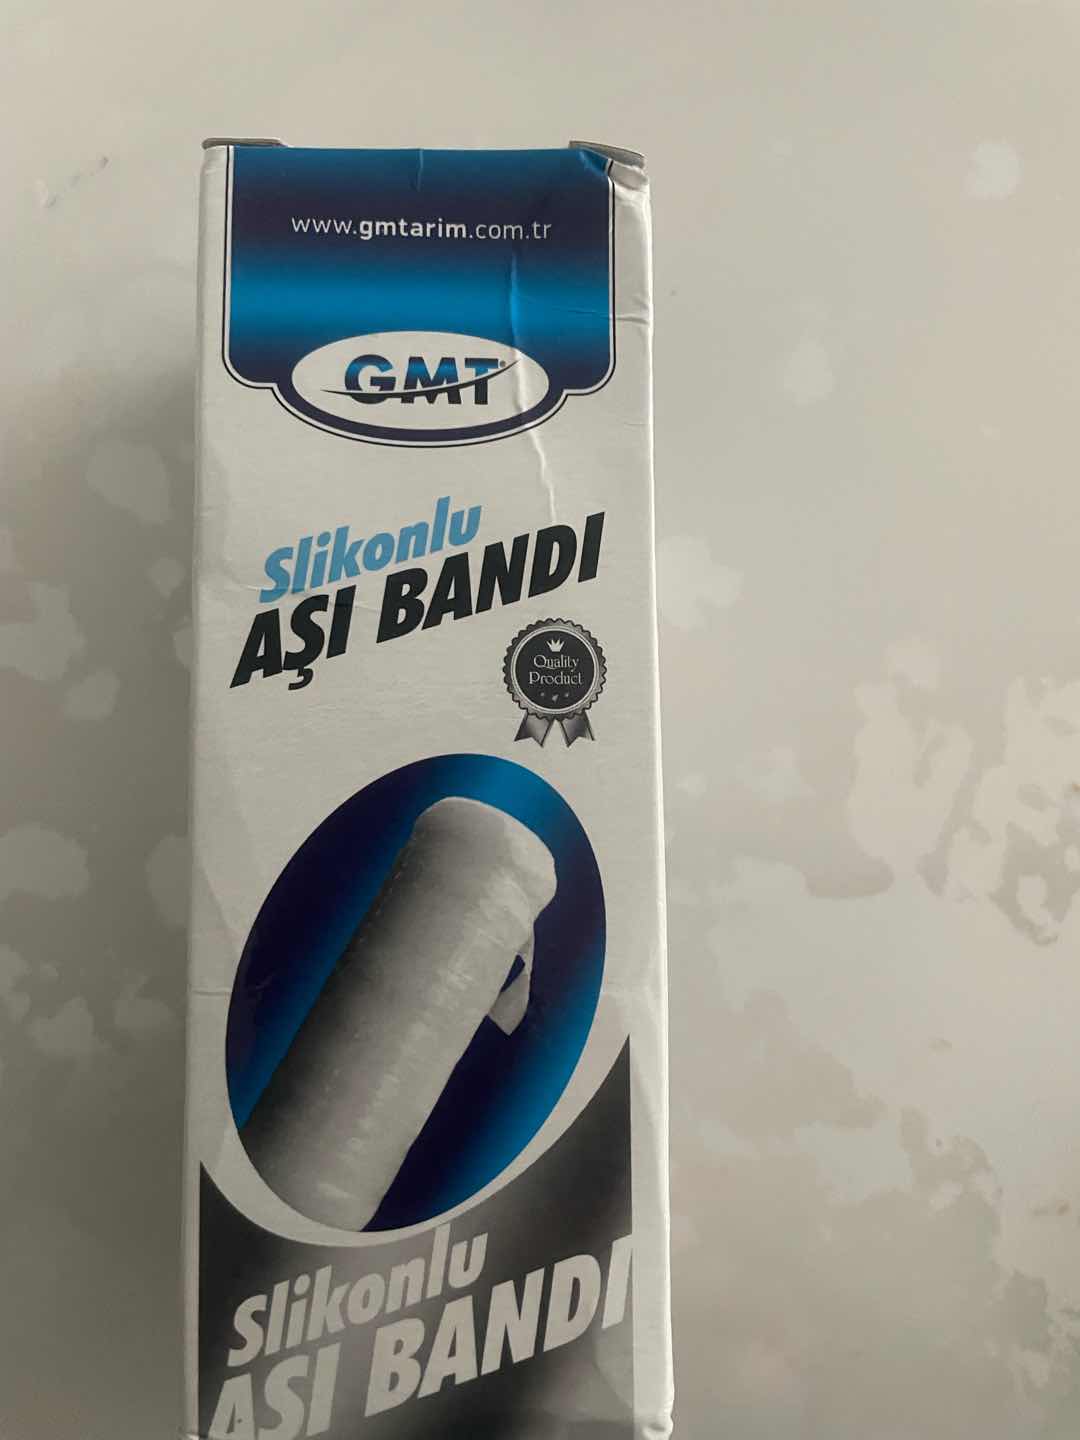 www.gmtarim.com.tr
GMT®
Slikonlu
AŞI BANDI
Quality
Product
Slikonlu
AŞI BANDI